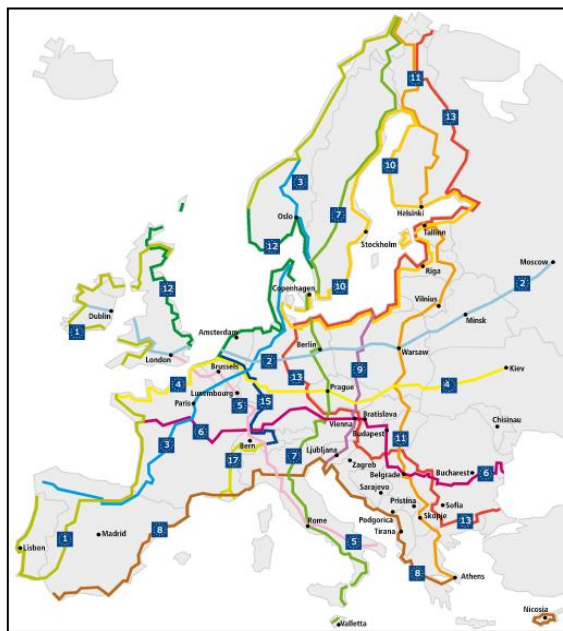 11
13
3
10
7
Oslo
Helsinki
Tallinn
12
Stockholm
Riga
Moscow
2
10
Copenhagen
12
Vilnius
Dublin
1
Minsk
Amsterdam
London
2
Berlin
Warsaw
Brussels
13
9
4
4
Kiev
Luxembourg
5
15
Prague
Paris
6
Vienna
Bratislava
Chisinau
Budapest
3
Bern
11
17
7
Ljubljana
Zagreb
Belgrade
Bucharest
6
Sarajevo
Pristina
Sofia
13
Podgorica
Skopje
Rome
Tirana
5
8
Madrid
1
Lisbon
8
Athens
Nicosia
Valletta